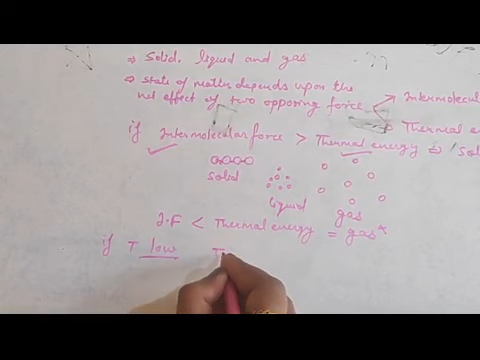 ⇒ Solid, liquid and gas
⇒ state of matter depends upon the
net effect of two opposing force
Intermolecul
Thermal e
if Intermolecular force > Thermal energy ⇒ Sol
solid
liquid
gas
I.F < Thermal energy = gas
if T low T